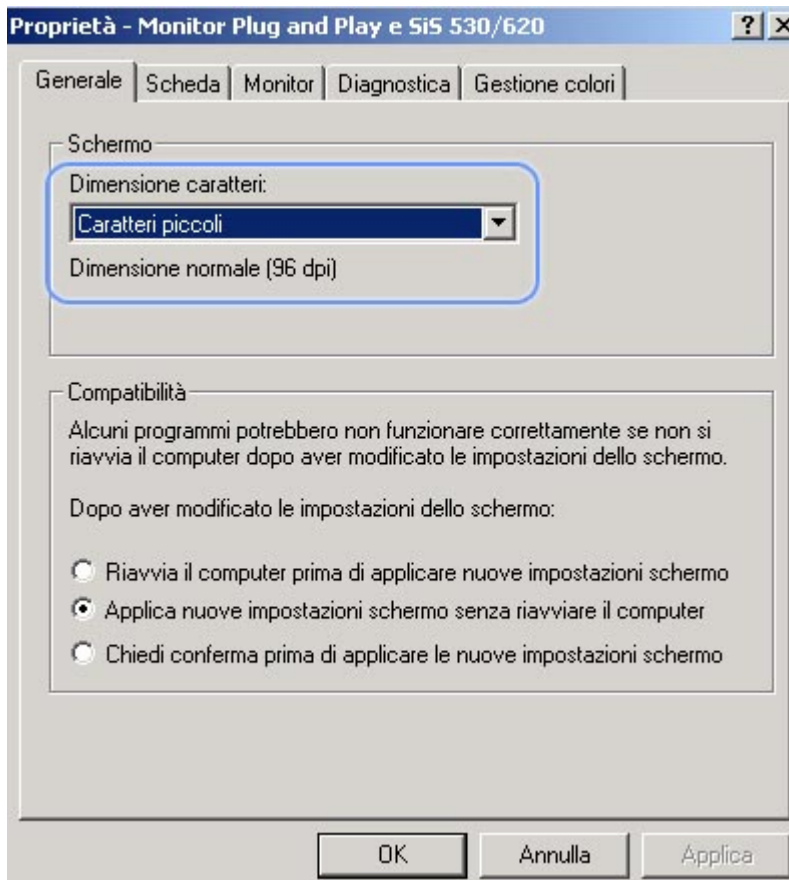 Proprietà - Monitor Plug and Play e SiS 530/620
Generale Scheda Monitor Diagnostica Gestione colori
Schermo
Dimensione caratteri:
Caratteri piccoli
Dimensione normale (96 dpi)
Compatibilità
Alcuni programmi potrebbero non funzionare correttamente se non si
riavvia il computer dopo aver modificato le impostazioni dello schermo.
Dopo aver modificato le impostazioni dello schermo:
Riavvia il computer prima di applicare nuove impostazioni schermo
Applica nuove impostazioni schermo senza riavviare il computer
Chiedi conferma prima di applicare le nuove impostazioni schermo
OK Annulla Applica